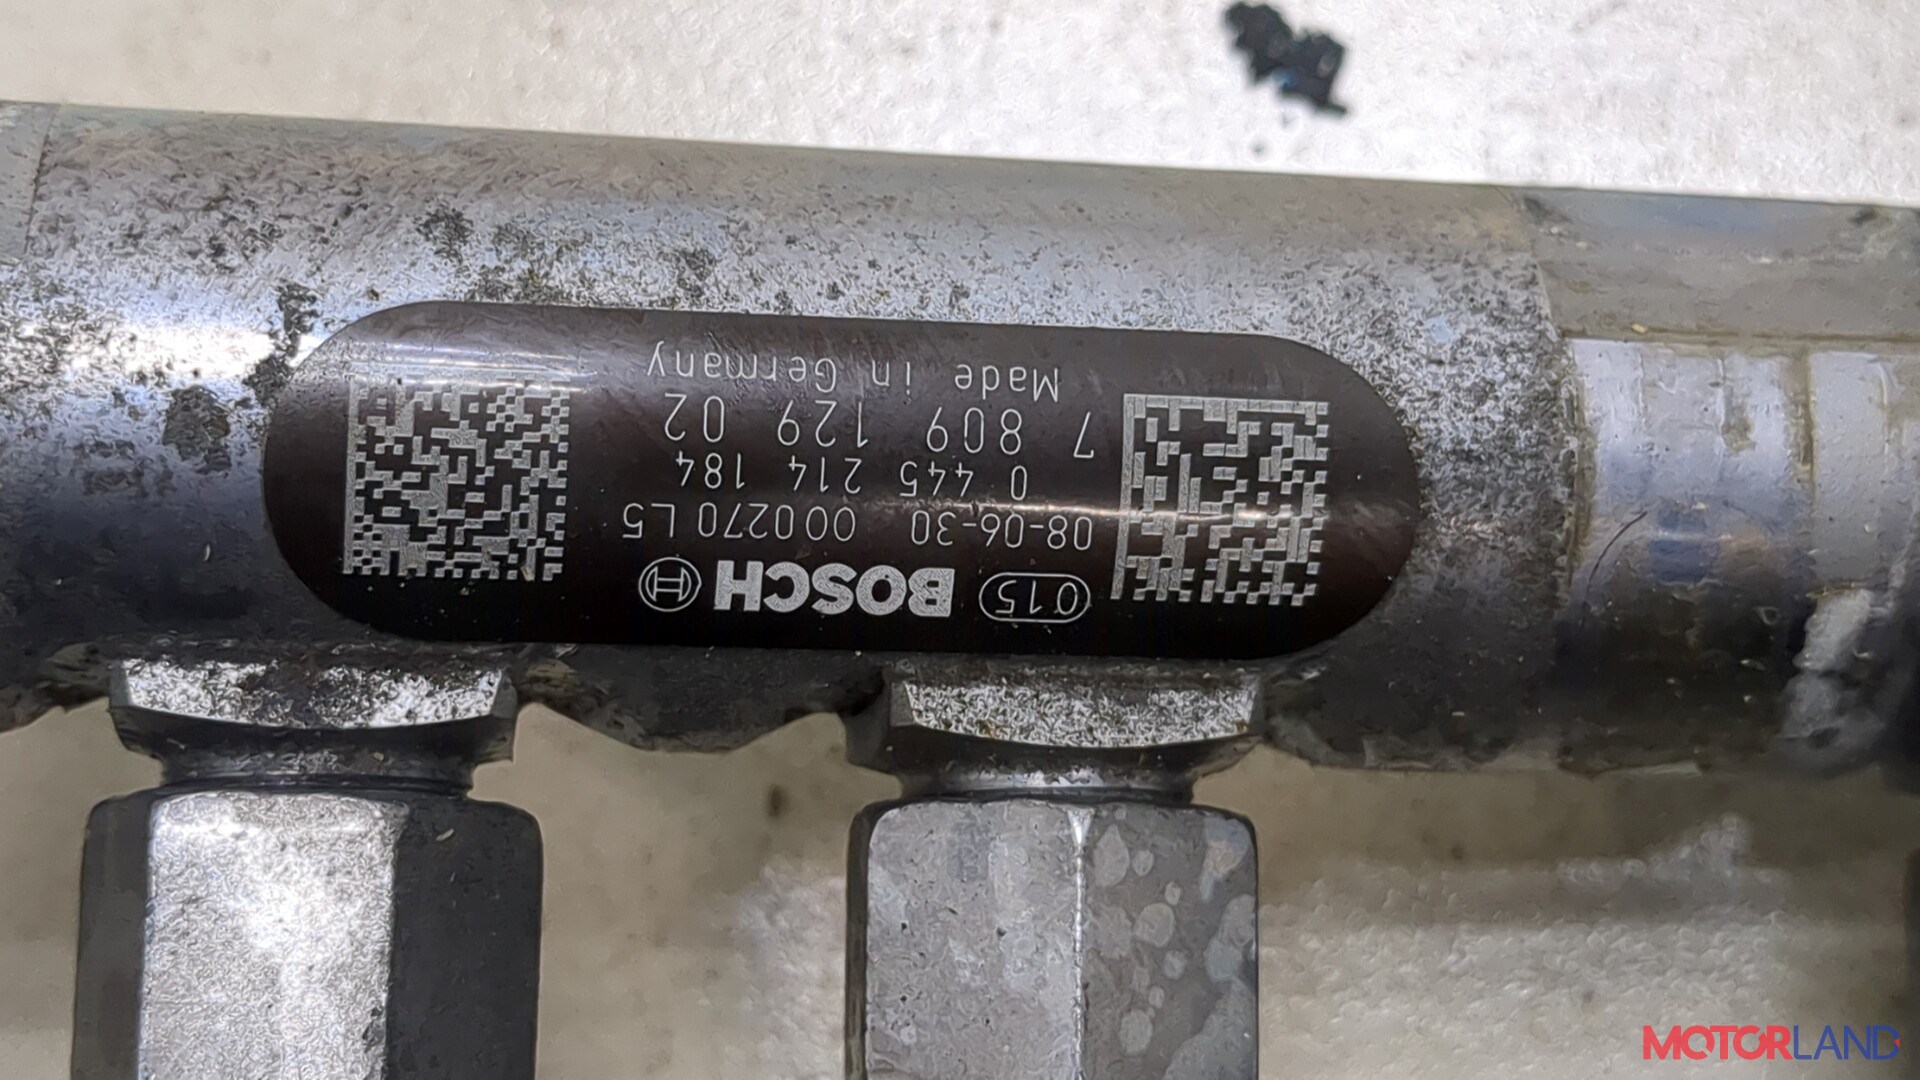 015 BOSCH
08-06-30 000270 L5
0 445 214 184
7 809 129 02
Made in Germany
MOTORLAND